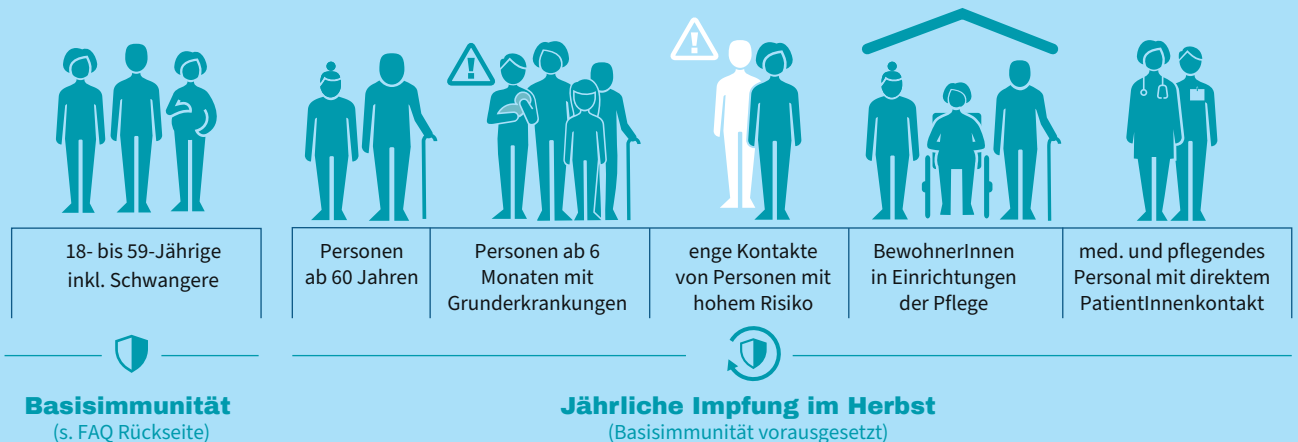 18- bis 59-Jährige
inkl. Schwangere
Personen
ab 60 Jahren
Personen ab 6
Monaten mit
Grunderkrankungen
enge Kontakte
von Personen mit
hohem Risiko
BewohnerInnen
in Einrichtungen
der Pflege
med. und pflegendes
Personal mit direktem
PatientInnenkontakt
Basisimmunität
(s. FAQ Rückseite)
Jährliche Impfung im Herbst
(Basisimmunität vorausgesetzt)